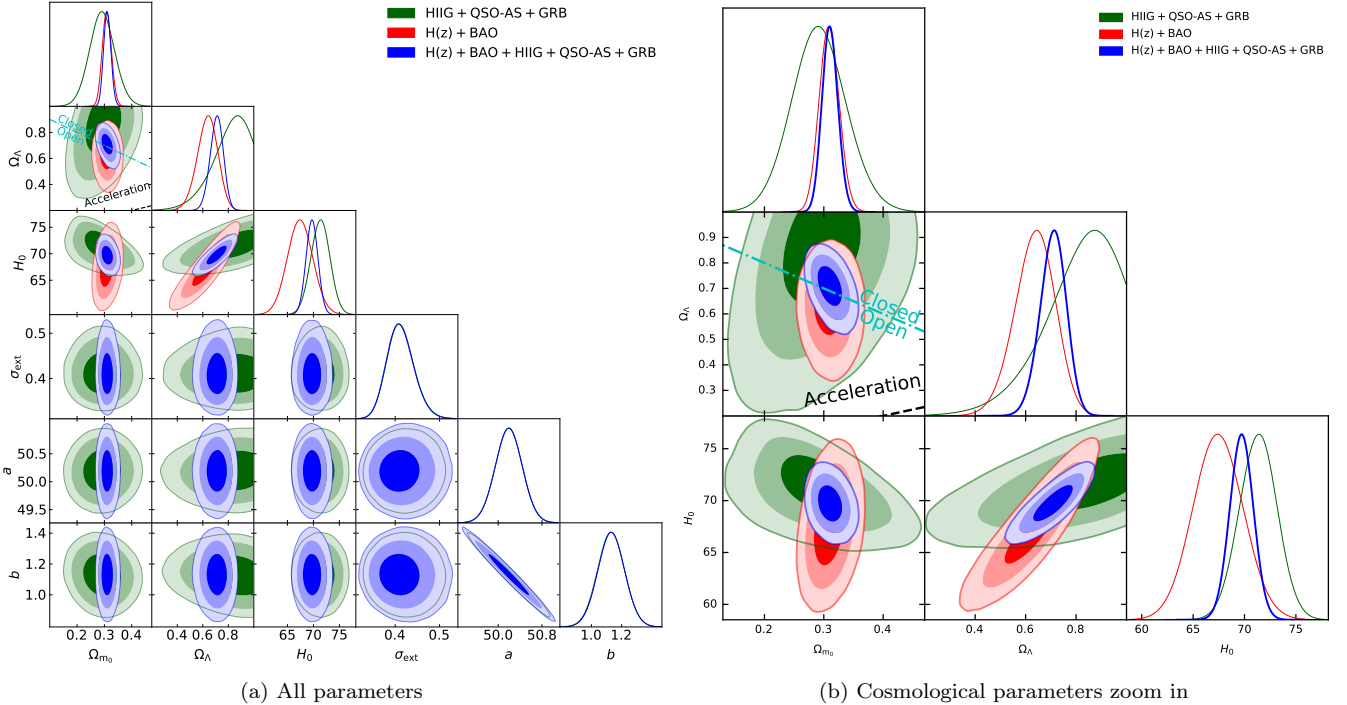 HIIG + QSO-AS + GRB
H(z) + BAO
H(z) + BAO + HIIG + QSO-AS + GRB
Closed
Open
Acceleration
0.8
0.6
0.4
Ω_Λ
75
70
65
H₀
0.5
0.4
σ_ext
50.5
50.0
49.5
a
1.4
1.2
1.0
b
0.2 0.3 0.4
0.4 0.6 0.8
65 70 75
0.4 0.5
50.0 50.8
1.0 1.2
Ω_m₀
Ω_Λ
H₀
σ_ext
a
b
(a) All parameters
HIIG + QSO-AS + GRB
H(z) + BAO
H(z) + BAO + HIIG + QSO-AS + GRB
0.9
0.8
0.7
0.6
0.5
0.4
0.3
Ω_Λ
Closed
Open
Acceleration
75
70
65
60
H₀
0.2 0.3 0.4
0.4 0.6 0.8
60 65 70 75
Ω_m₀
Ω_Λ
H₀
(b) Cosmological parameters zoom in